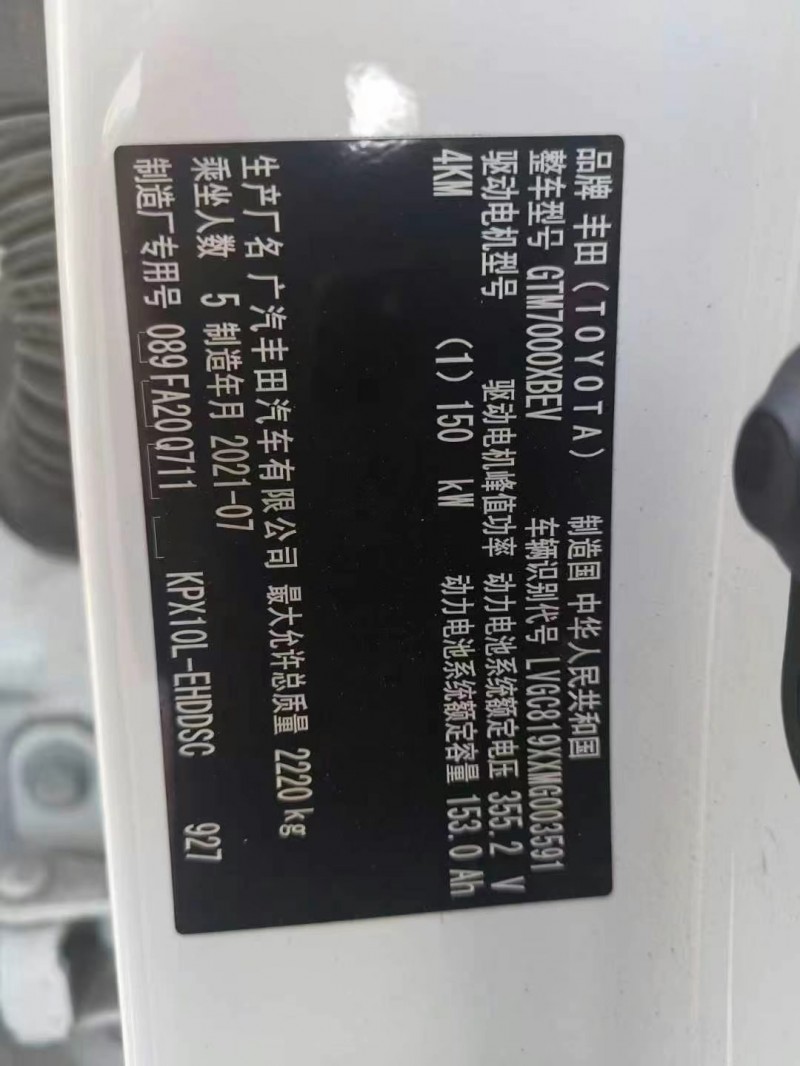 品牌 丰田(TOYOTA) 制造国 中华人民共和国
整车型号 GTM7000XBEV 车辆识别代号 LVGC819XXMG003591
驱动电机型号 驱动电机峰值功率 动力电池系统额定电压 355.2 V
4KM (1) 150 kW 动力电池系统额定容量 153.0 Ah
生产厂名 广汽丰田汽车有限公司 最大允许总质量 2220 kg
乘坐人数 5 制造年月 2021-07
制造厂专用号 089 FA20Q711 KPX10L-EHDDSC 927